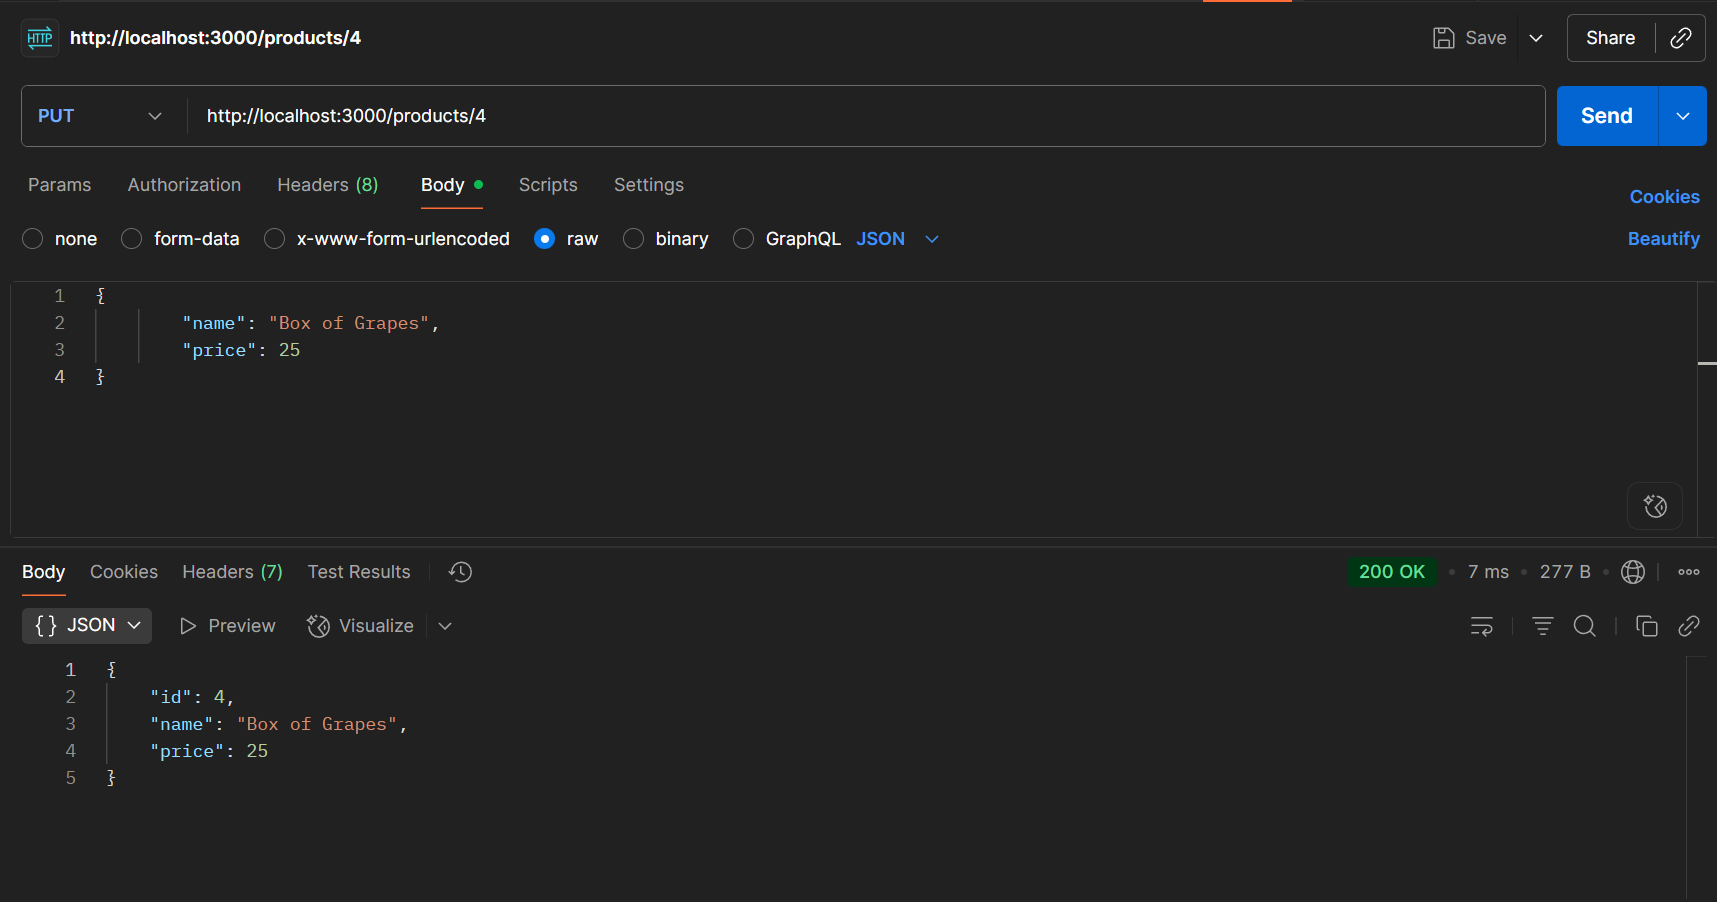 HTTP http://localhost:3000/products/4 Save Share
PUT http://localhost:3000/products/4 Send
Params Authorization Headers (8) Body Scripts Settings Cookies
none form-data x-www-form-urlencoded raw binary GraphQL JSON Beautify
1 {
2 "name": "Box of Grapes",
3 "price": 25
4 }
Body Cookies Headers (7) Test Results 200 OK • 7 ms • 277 B •
{} JSON Preview Visualize
1 {
2 "id": 4,
3 "name": "Box of Grapes",
4 "price": 25
5 }